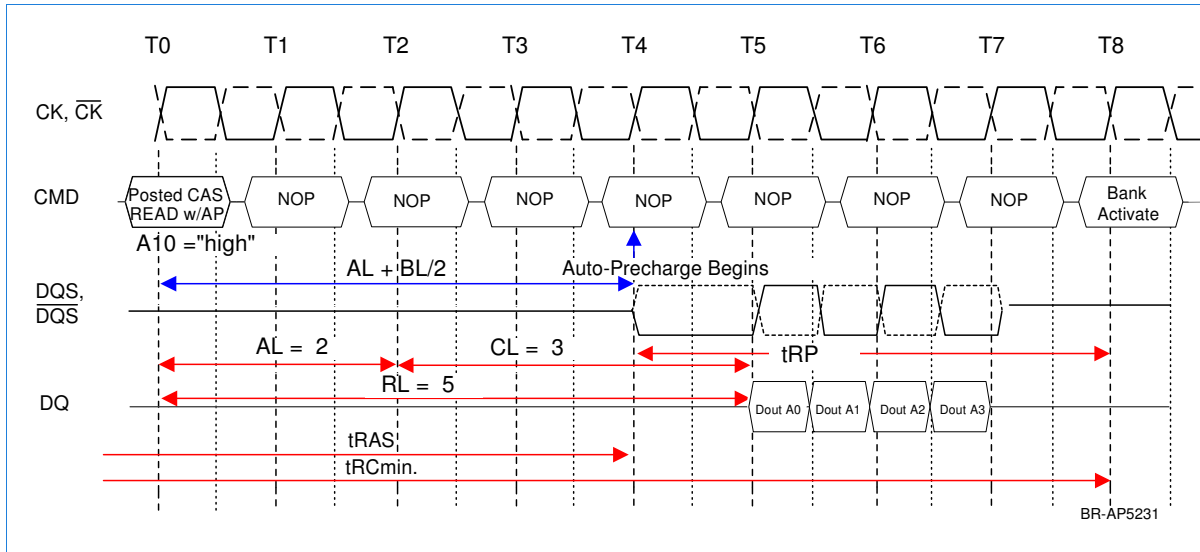 T0 T1 T2 T3 T4 T5 T6 T7 T8
CK, C̅K̅
CMD
Posted CAS
READ w/AP
NOP NOP NOP NOP NOP NOP NOP
Bank
Activate
A10 ="high"
AL + BL/2
Auto-Precharge Begins
DQS,
D̅Q̅S̅
AL = 2
CL = 3
tRP
RL = 5
DQ
Dout A0 Dout A1 Dout A2 Dout A3
tRAS
tRCmin.
BR-AP5231